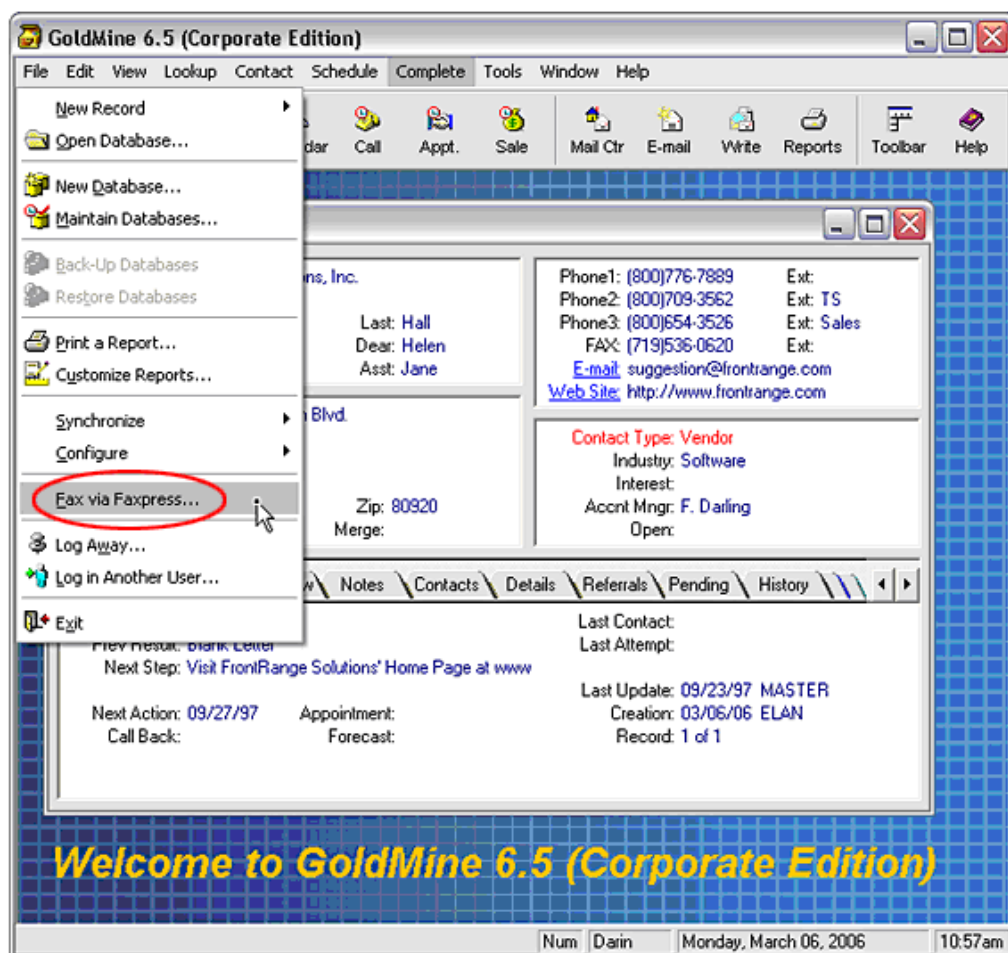 GoldMine 6.5 (Corporate Edition)
File Edit View Lookup Contact Schedule Complete Tools Window Help
Call Appt. Sale Mail Ctr E-mail Write Reports Toolbar Help
New Record
Open Database...
New Database...
Maintain Databases...
Back-Up Databases
Restore Databases
Print a Report...
Customize Reports...
Synchronize
Configure
Fax via Faxpress...
Log Away...
Log in Another User...
Exit
ns, Inc.
Last: Hall
Dear: Helen
Asst: Jane
Phone1: (800)776-7889 Ext:
Phone2: (800)709-3562 Ext: TS
Phone3: (800)654-3526 Ext: Sales
FAX: (719)536-0620 Ext:
E-mail: suggestion@frontrange.com
Web Site: http://www.frontrange.com
Blvd.
Zip: 80920
Merge:
Contact Type: Vendor
Industry: Software
Interest:
Accnt Mngr: F. Darling
Open:
Notes Contacts Details Referrals Pending History
Prev Result: Blank Letter
Next Step: Visit FrontRange Solutions' Home Page at www
Next Action: 09/27/97 Appointment:
Call Back: Forecast:
Last Contact:
Last Attempt:
Last Update: 09/23/97 MASTER
Creation: 03/06/06 ELAN
Record: 1 of 1
Welcome to GoldMine 6.5 (Corporate Edition)
Num Darin Monday, March 06, 2006 10:57am